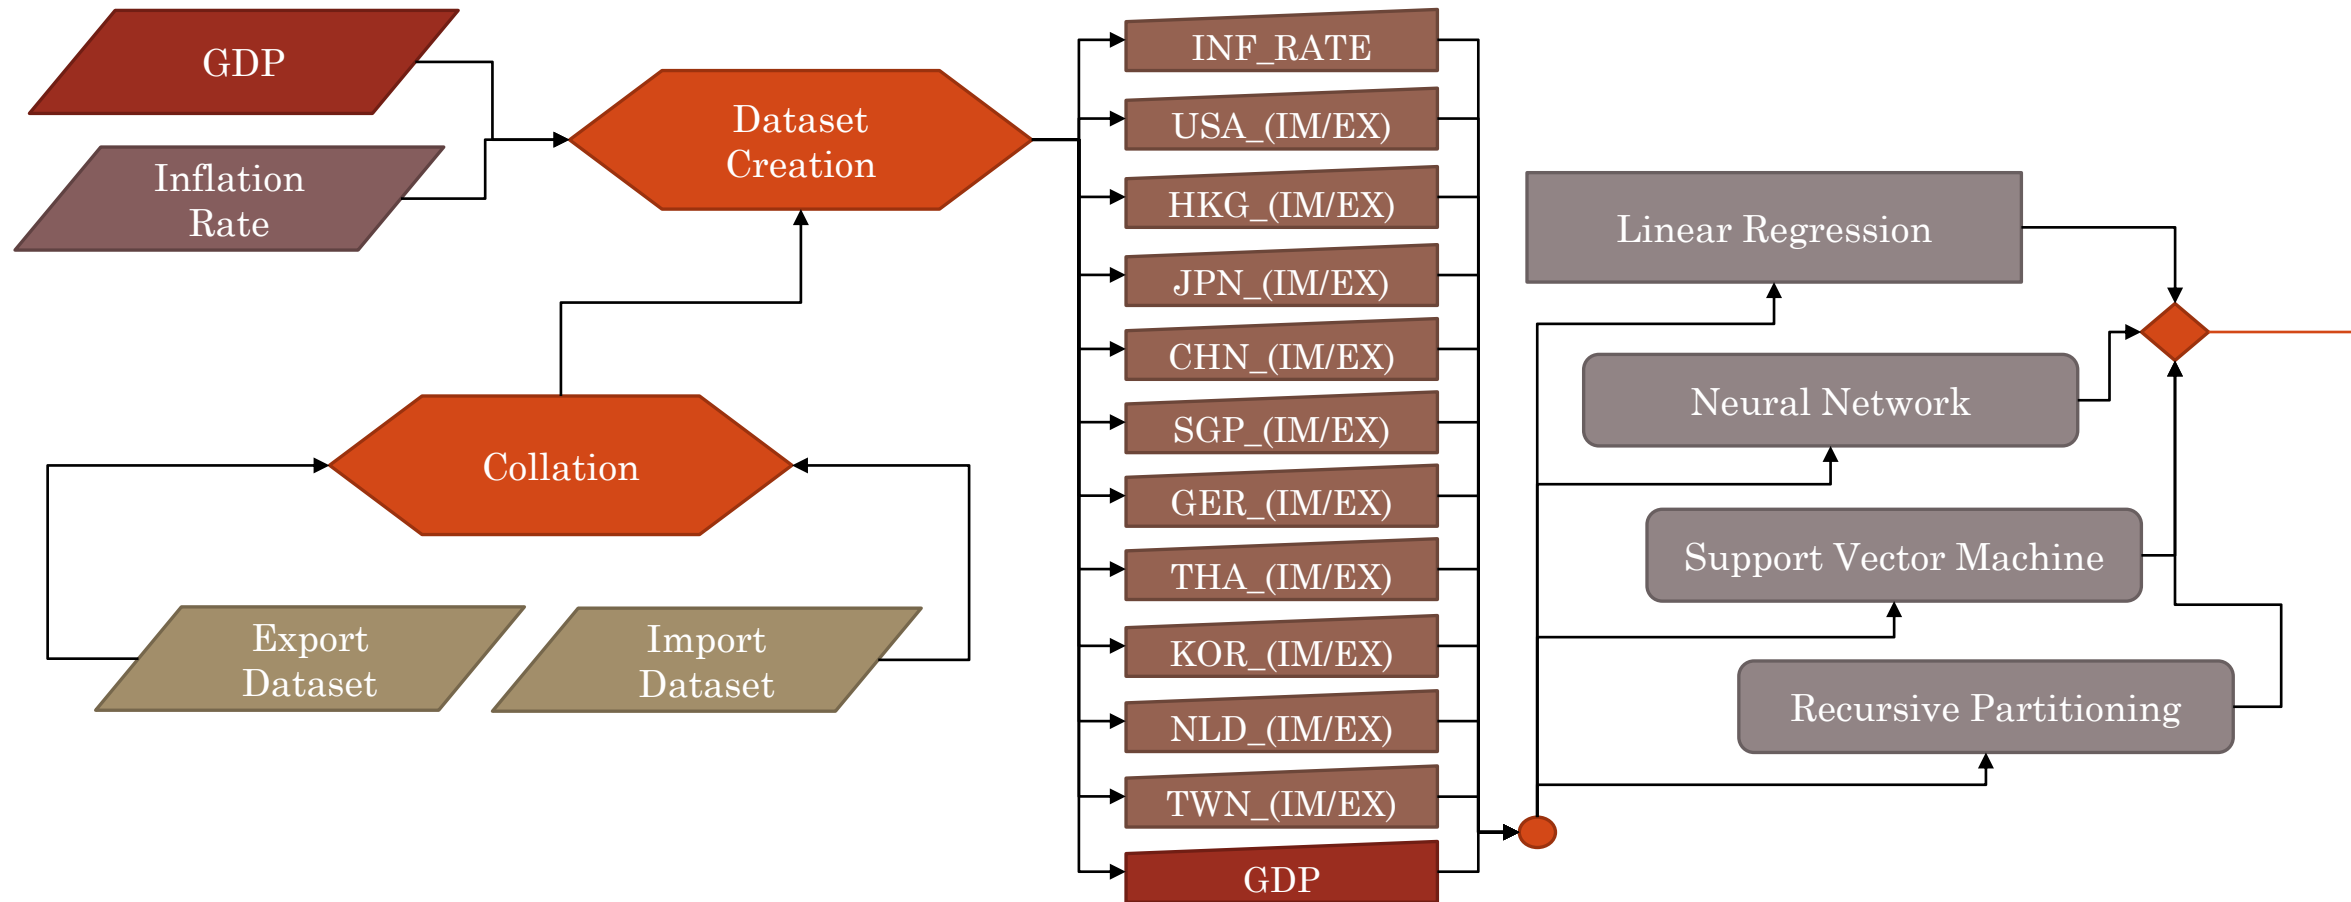 GDP
Inflation
Rate
Dataset
Creation
Collation
Export
Dataset
Import
Dataset
INF_RATE
USA_(IM/EX)
HKG_(IM/EX)
JPN_(IM/EX)
CHN_(IM/EX)
SGP_(IM/EX)
GER_(IM/EX)
THA_(IM/EX)
KOR_(IM/EX)
NLD_(IM/EX)
TWN_(IM/EX)
GDP
Linear Regression
Neural Network
Support Vector Machine
Recursive Partitioning